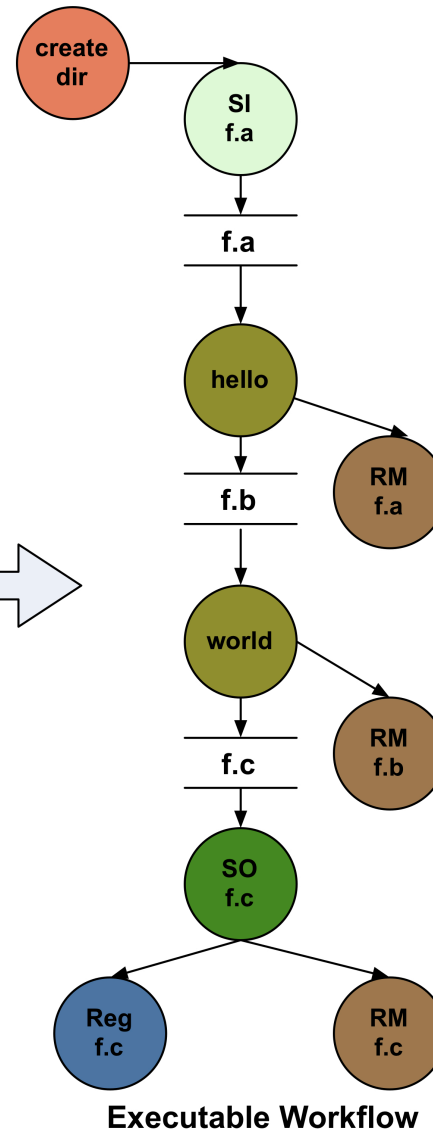 create
dir
SI
f.a
f.a
hello
RM
f.a
f.b
world
RM
f.b
f.c
SO
f.c
Reg
f.c
RM
f.c
Executable Workflow